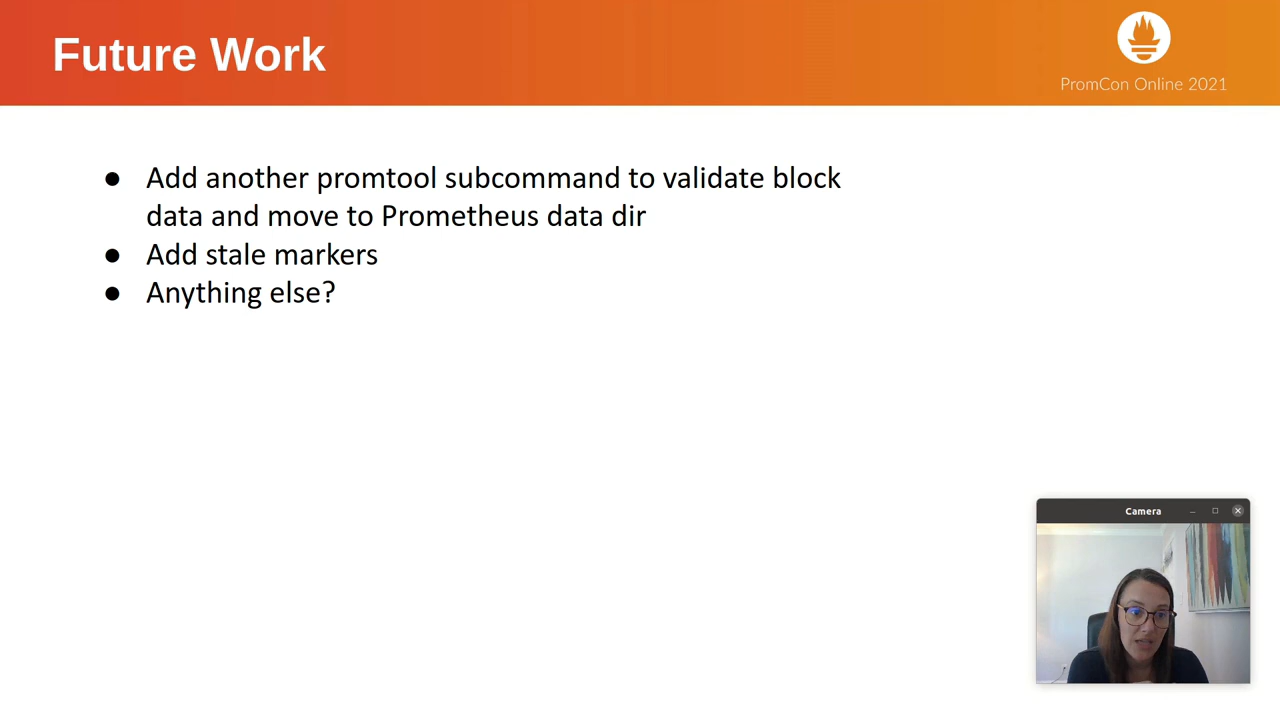 Future Work
PromCon Online 2021
● Add another promtool subcommand to validate block
data and move to Prometheus data dir
● Add stale markers
● Anything else?
Camera